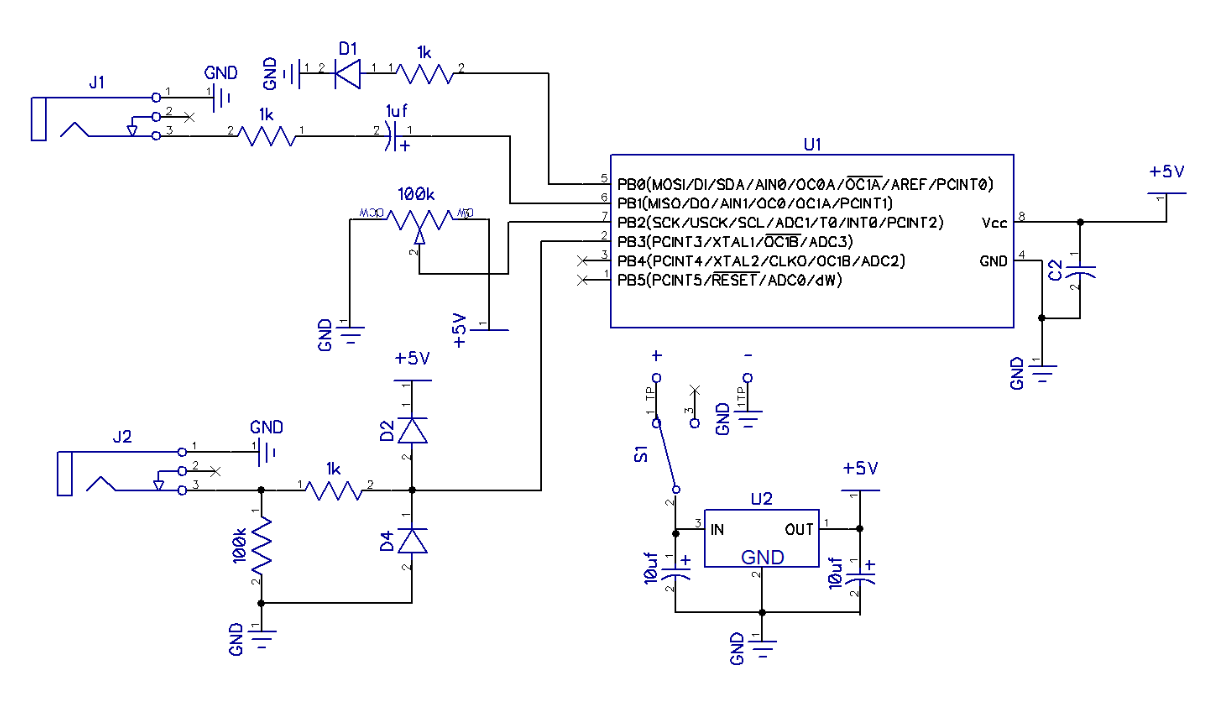 D1
1k
GND
2
1
1
2
J1
GND
1
2
3
1k
2
1
1uf
2
1
+
U1
+5V
1
5
PB0(MOSI/DI/SDA/AIN0/OC0A/OC1A/AREF/PCINT0)
6
PB1(MISO/DO/AIN1/OC0/OC1A/PCINT1)
7
PB2(SCK/USCK/SCL/ADC1/T0/INT0/PCINT2)
Vcc
8
2
PB3(PCINT3/XTAL1/OC1B/ADC3)
3
PB4(PCINT4/XTAL2/CLKO/OC1B/ADC2)
GND
4
1
PB5(PCINT5/RESET/ADC0/dW)
C2
1
2
GND
1
100k
CCW
CW
2
GND
1
+5V
1
+5V
1
D2
2
J2
GND
1
1
2
3
1k
1
2
100k
1
2
D4
1
2
GND
1
+
-
TP
1
3
1TP
GND
S1
2
+5V
1
U2
3
IN
OUT
1
GND
2
10uf
1
+
2
10uf
1
+
2
GND
1